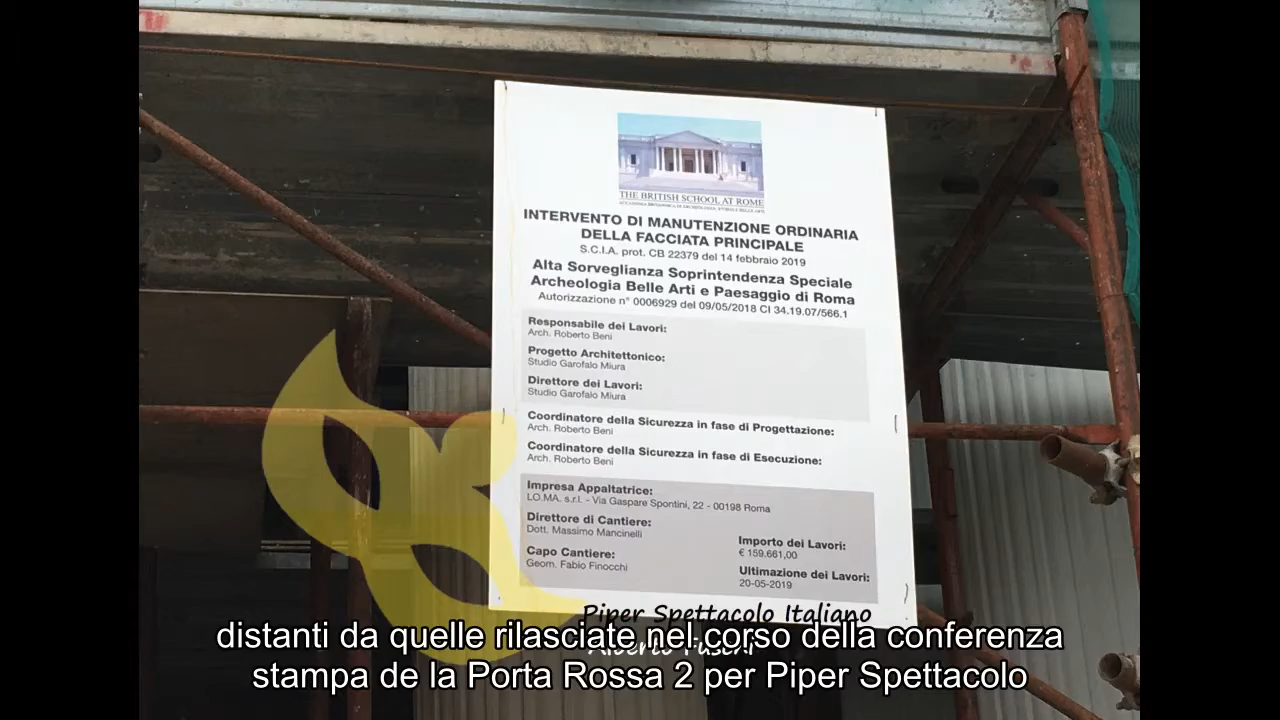 THE BRITISH SCHOOL AT ROME
INTERVENTO DI MANUTENZIONE ORDINARIA
DELLA FACCIATA PRINCIPALE
S.C.I.A. prot. CB 22379 del 14 febbraio 2019
Alta Sorveglianza Soprintendenza Speciale
Archeologia Belle Arti e Paesaggio di Roma
Autorizzazione n° 0006929 del 09/05/2018 CI 34.19.07/566.1
Responsabile dei Lavori:
Arch. Roberto Beni
Progetto Architettonico:
Studio Garofalo Miura
Direttore dei Lavori:
Studio Garofalo Miura
Coordinatore della Sicurezza in fase di Progettazione:
Arch. Roberto Beni
Coordinatore della Sicurezza in fase di Esecuzione:
Arch. Roberto Beni
Impresa Appaltatrice:
LO.MA. s.r.l. - Via Gaspare Spontini, 22 - 00198 Roma
Direttore di Cantiere:
Dott. Massimo Mancinelli
Capo Cantiere:
Geom. Fabio Finocchi
Importo dei Lavori:
€ 159.661,00
Ultimazione dei Lavori:
20-05-2019
Piper Spettacolo Italiano
distanti da quelle rilasciate nel corso della conferenza
stampa de la Porta Rossa 2 per Piper Spettacolo